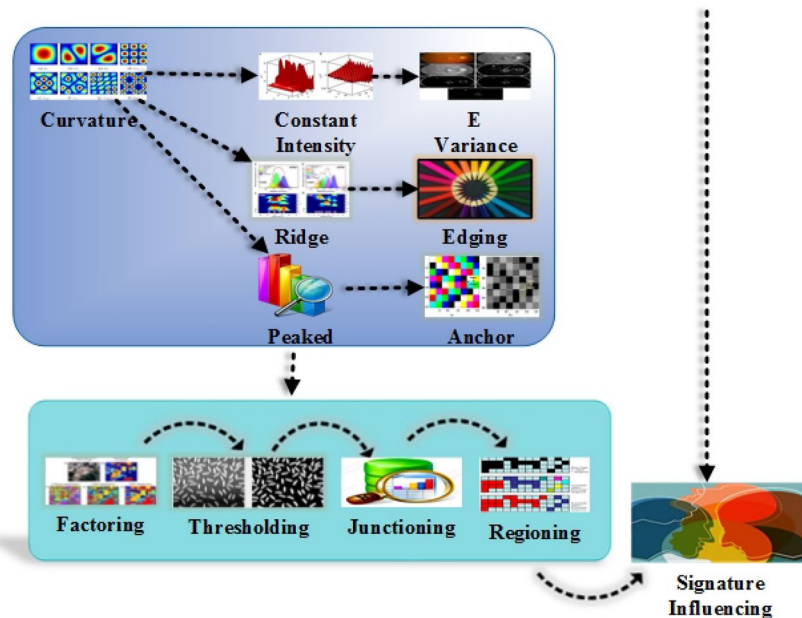 Curvature
Constant
Intensity
E
Variance
Ridge
Edging
Peaked
Anchor
Factoring
Thresholding
Junctioning
Regioning
Signature
Influencing